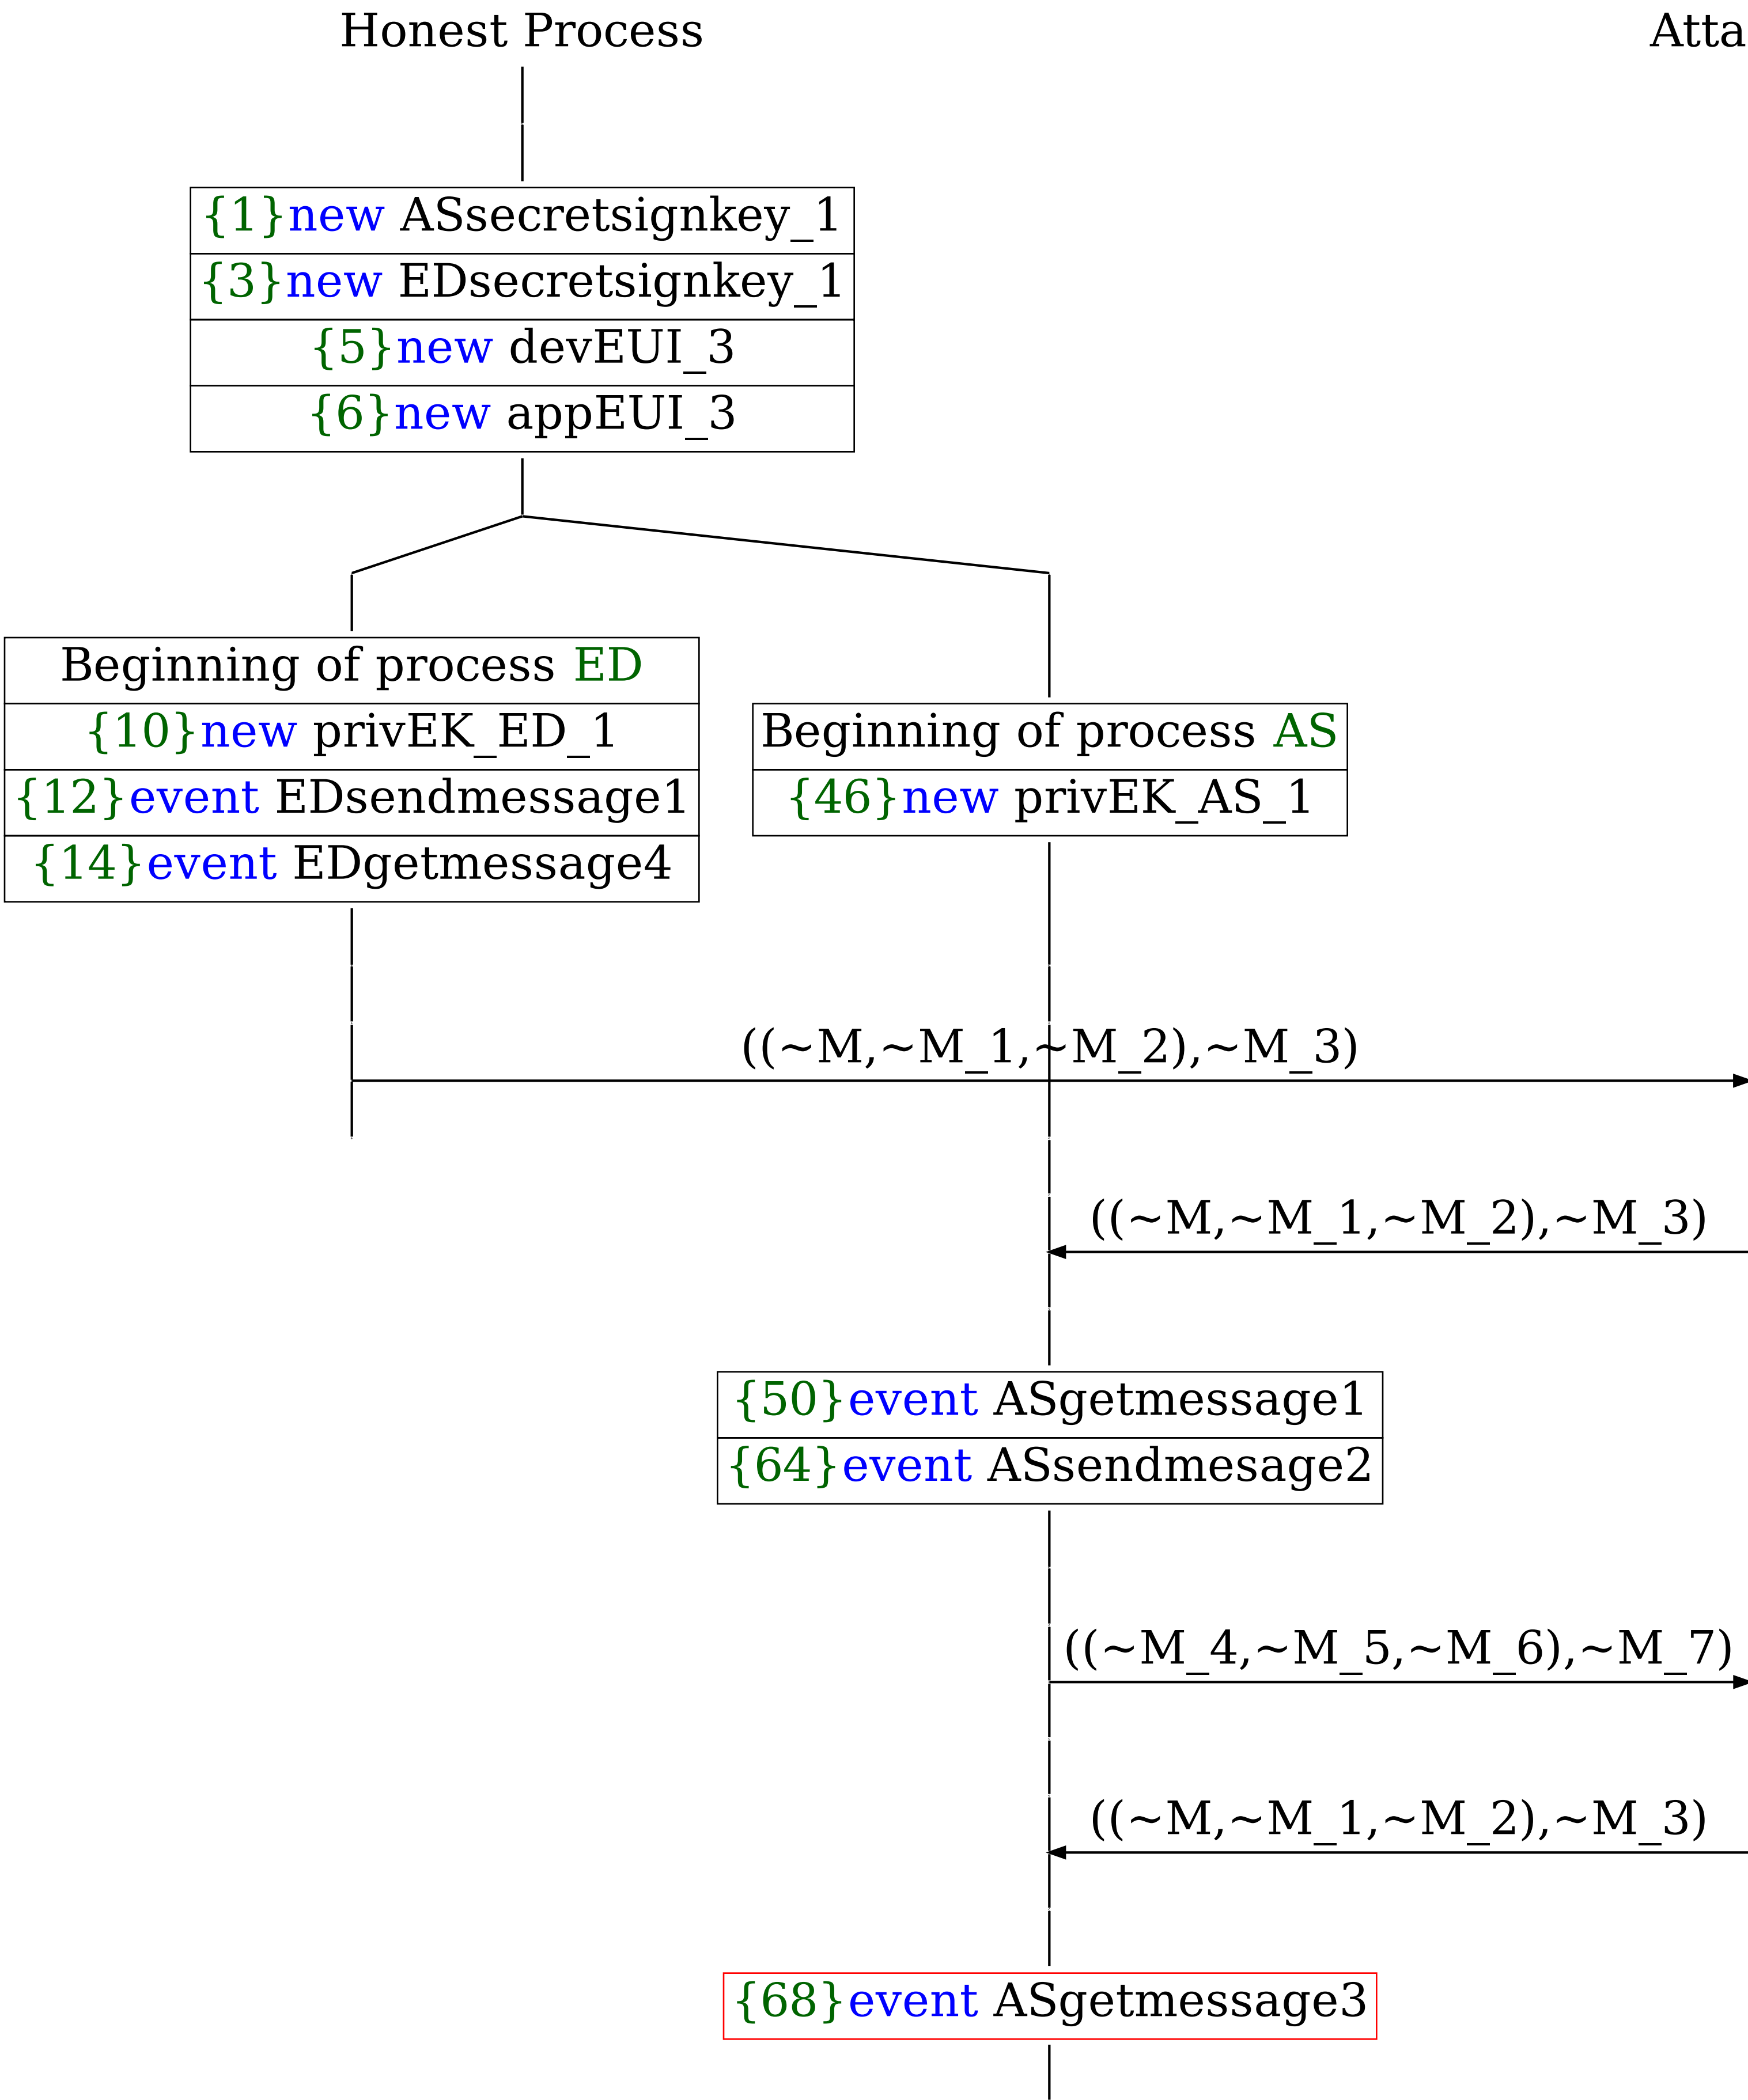 Honest Process
Atta
{1}new ASsecretsignkey_1
{3}new EDsecretsignkey_1
{5}new devEUI_3
{6}new appEUI_3
Beginning of process ED
{10}new privEK_ED_1
{12}event EDsendmessage1
{14}event EDgetmessage4
Beginning of process AS
{46}new privEK_AS_1
((~M,~M_1,~M_2),~M_3)
((~M,~M_1,~M_2),~M_3)
{50}event ASgetmessage1
{64}event ASsendmesage2
((~M_4,~M_5,~M_6),~M_7)
((~M,~M_1,~M_2),~M_3)
{68}event ASgetmessage3